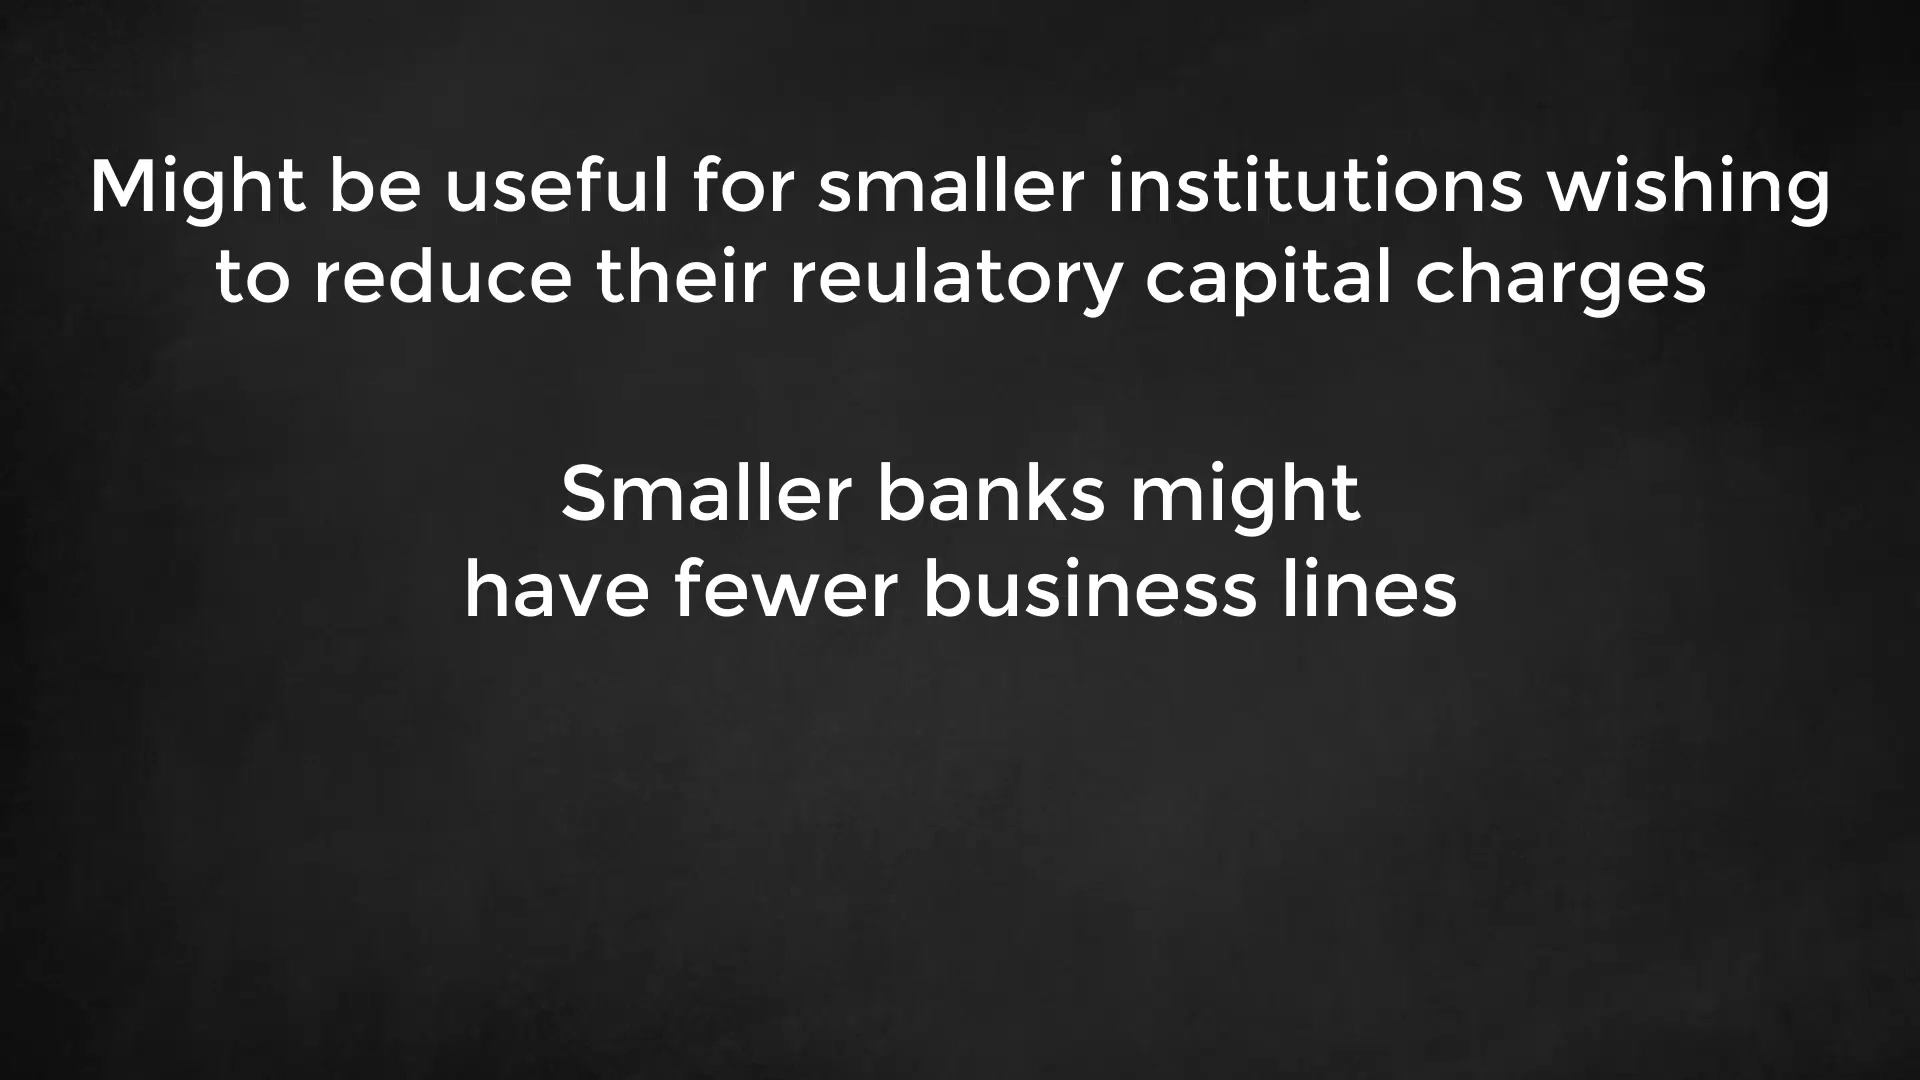 Might be useful for smaller institutions wishing
to reduce their reulatory capital charges
Smaller banks might
have fewer business lines